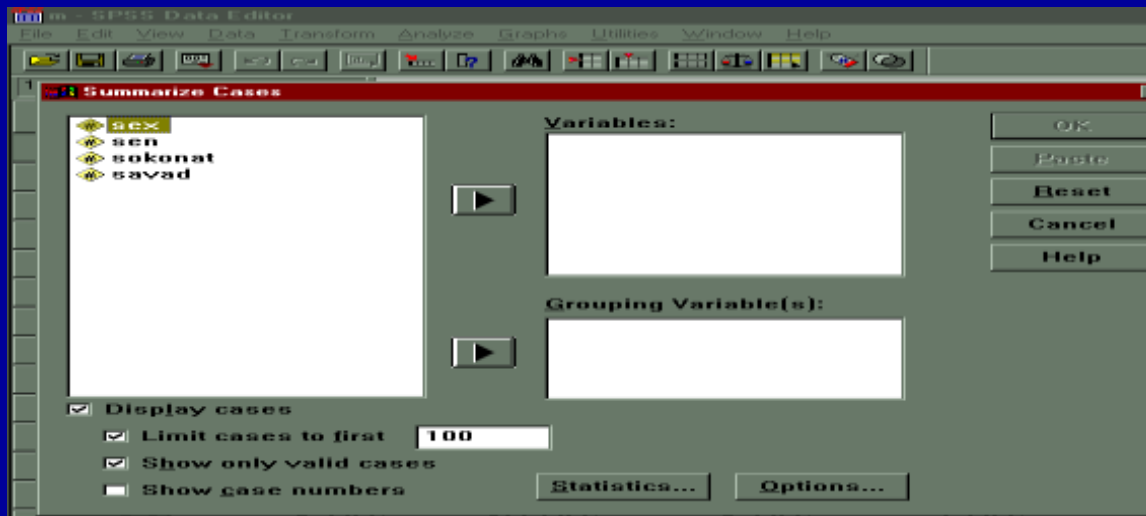 m - SPSS Data Editor
File Edit View Data Transform Analyze Graphs Utilities Window Help
1
Summarize Cases
sex
sen
sokonat
savad
Variables:
Grouping Variable(s):
OK
Paste
Reset
Cancel
Help
Display cases
Limit cases to first 100
Show only valid cases
Show case numbers
Statistics... Options...